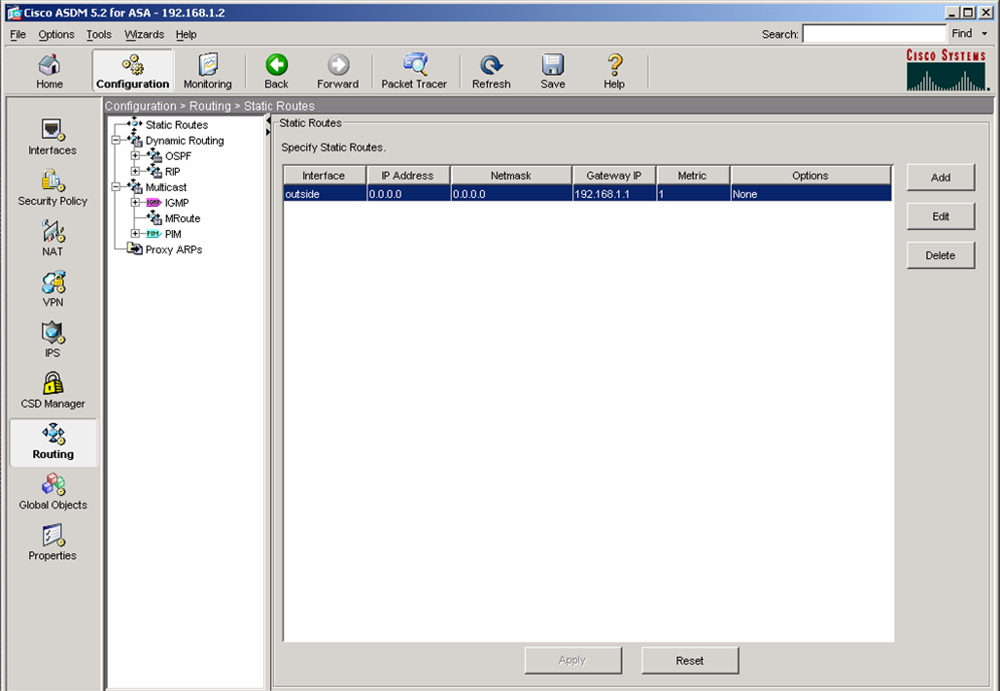 Cisco ASDM 5.2 for ASA - 192.168.1.2
File Options Tools Wizards Help Search: Find
Home Configuration Monitoring Back Forward Packet Tracer Refresh Save Help
CISCO SYSTEMS
Configuration > Routing > Static Routes
Interfaces
Security Policy
NAT
VPN
IPS
CSD Manager
Routing
Global Objects
Properties
Static Routes
Dynamic Routing
OSPF
RIP
Multicast
IGMP IGMP
MRoute
PIM PIM
Proxy ARPs
Static Routes
Specify Static Routes.
Interface IP Address Netmask Gateway IP Metric Options
outside 0.0.0.0 0.0.0.0 192.168.1.1 1 None
Add
Edit
Delete
Apply Reset